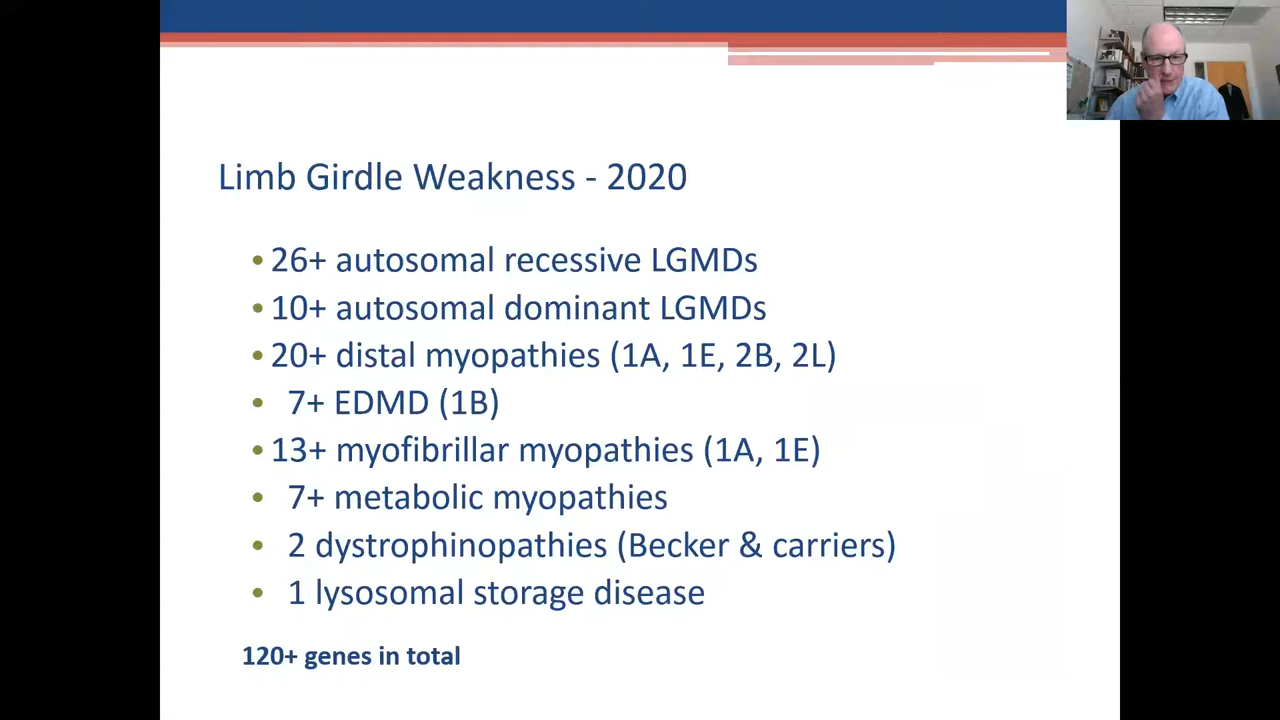 Limb Girdle Weakness - 2020
• 26+ autosomal recessive LGMDs
• 10+ autosomal dominant LGMDs
• 20+ distal myopathies (1A, 1E, 2B, 2L)
• 7+ EDMD (1B)
• 13+ myofibrillar myopathies (1A, 1E)
• 7+ metabolic myopathies
• 2 dystrophinopathies (Becker & carriers)
• 1 lysosomal storage disease
120+ genes in total